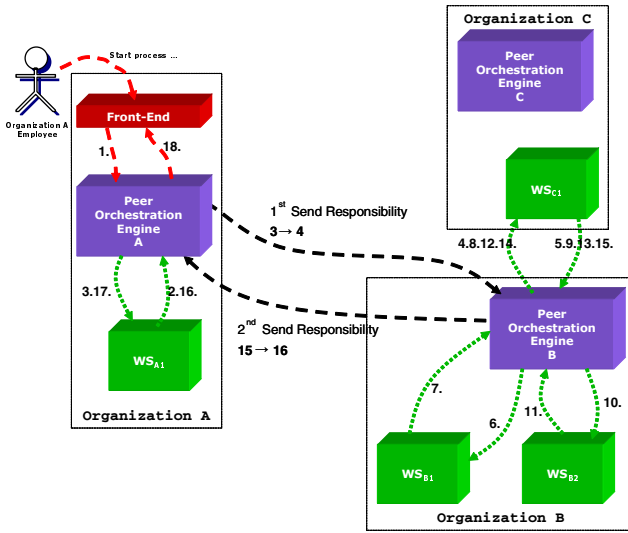 Organization C
Peer
Orchestration
Engine
C
Start process ...
Organization A
Employee
Front-End
1.
18.
WSC1
Peer
Orchestration
Engine
A
1st Send Responsibility
3→4
4.8.12.14.
5.9.13.15.
3.17.
2.16.
Peer
Orchestration
Engine
B
2nd Send Responsibility
15→16
WSA1
Organization A
7.
6.
11.
10.
WSB1
WSB2
Organization B